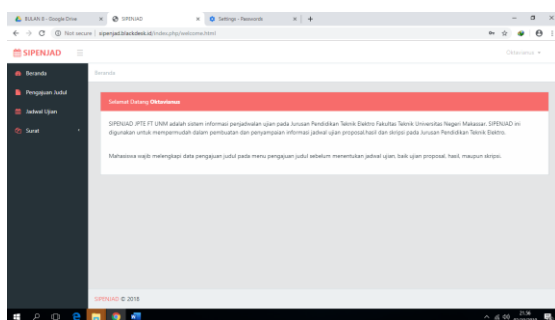 BULAN 8 - Google Drive
SIPENJAD
Settings - Passwords
Not secure | sipenjad.blackdesk.id/index.php/welcome.html
SIPENJAD
Oktavianus
Beranda
Beranda
Pengajuan Judul
Jadwal Ujian
Surat
Selamat Datang Oktavianus
SIPENJAD JPTE FT UNM adalah sistem informasi penjadwalan ujian pada Jurusan Pendidikan Teknik Elektro Fakultas Teknik Universitas Negeri Makassar. SIPENJAD ini
digunakan untuk mempermudah dalam pembuatan dan penyampaian informasi jadwal ujian proposal,hasil dan skripsi pada Jurusan Pendidikan Teknik Elektro.
Mahasiswa wajib melengkapi data pengajuan judul pada menu pengajuan judul sebelum menentukan jadwal ujian, baik ujian proposal, hasil, maupun skripsi.
SIPENJAD © 2018
21:36